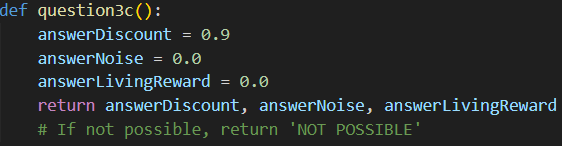 def question3c():
    answerDiscount = 0.9
    answerNoise = 0.0
    answerLivingReward = 0.0
    return answerDiscount, answerNoise, answerLivingReward
    # If not possible, return 'NOT POSSIBLE'